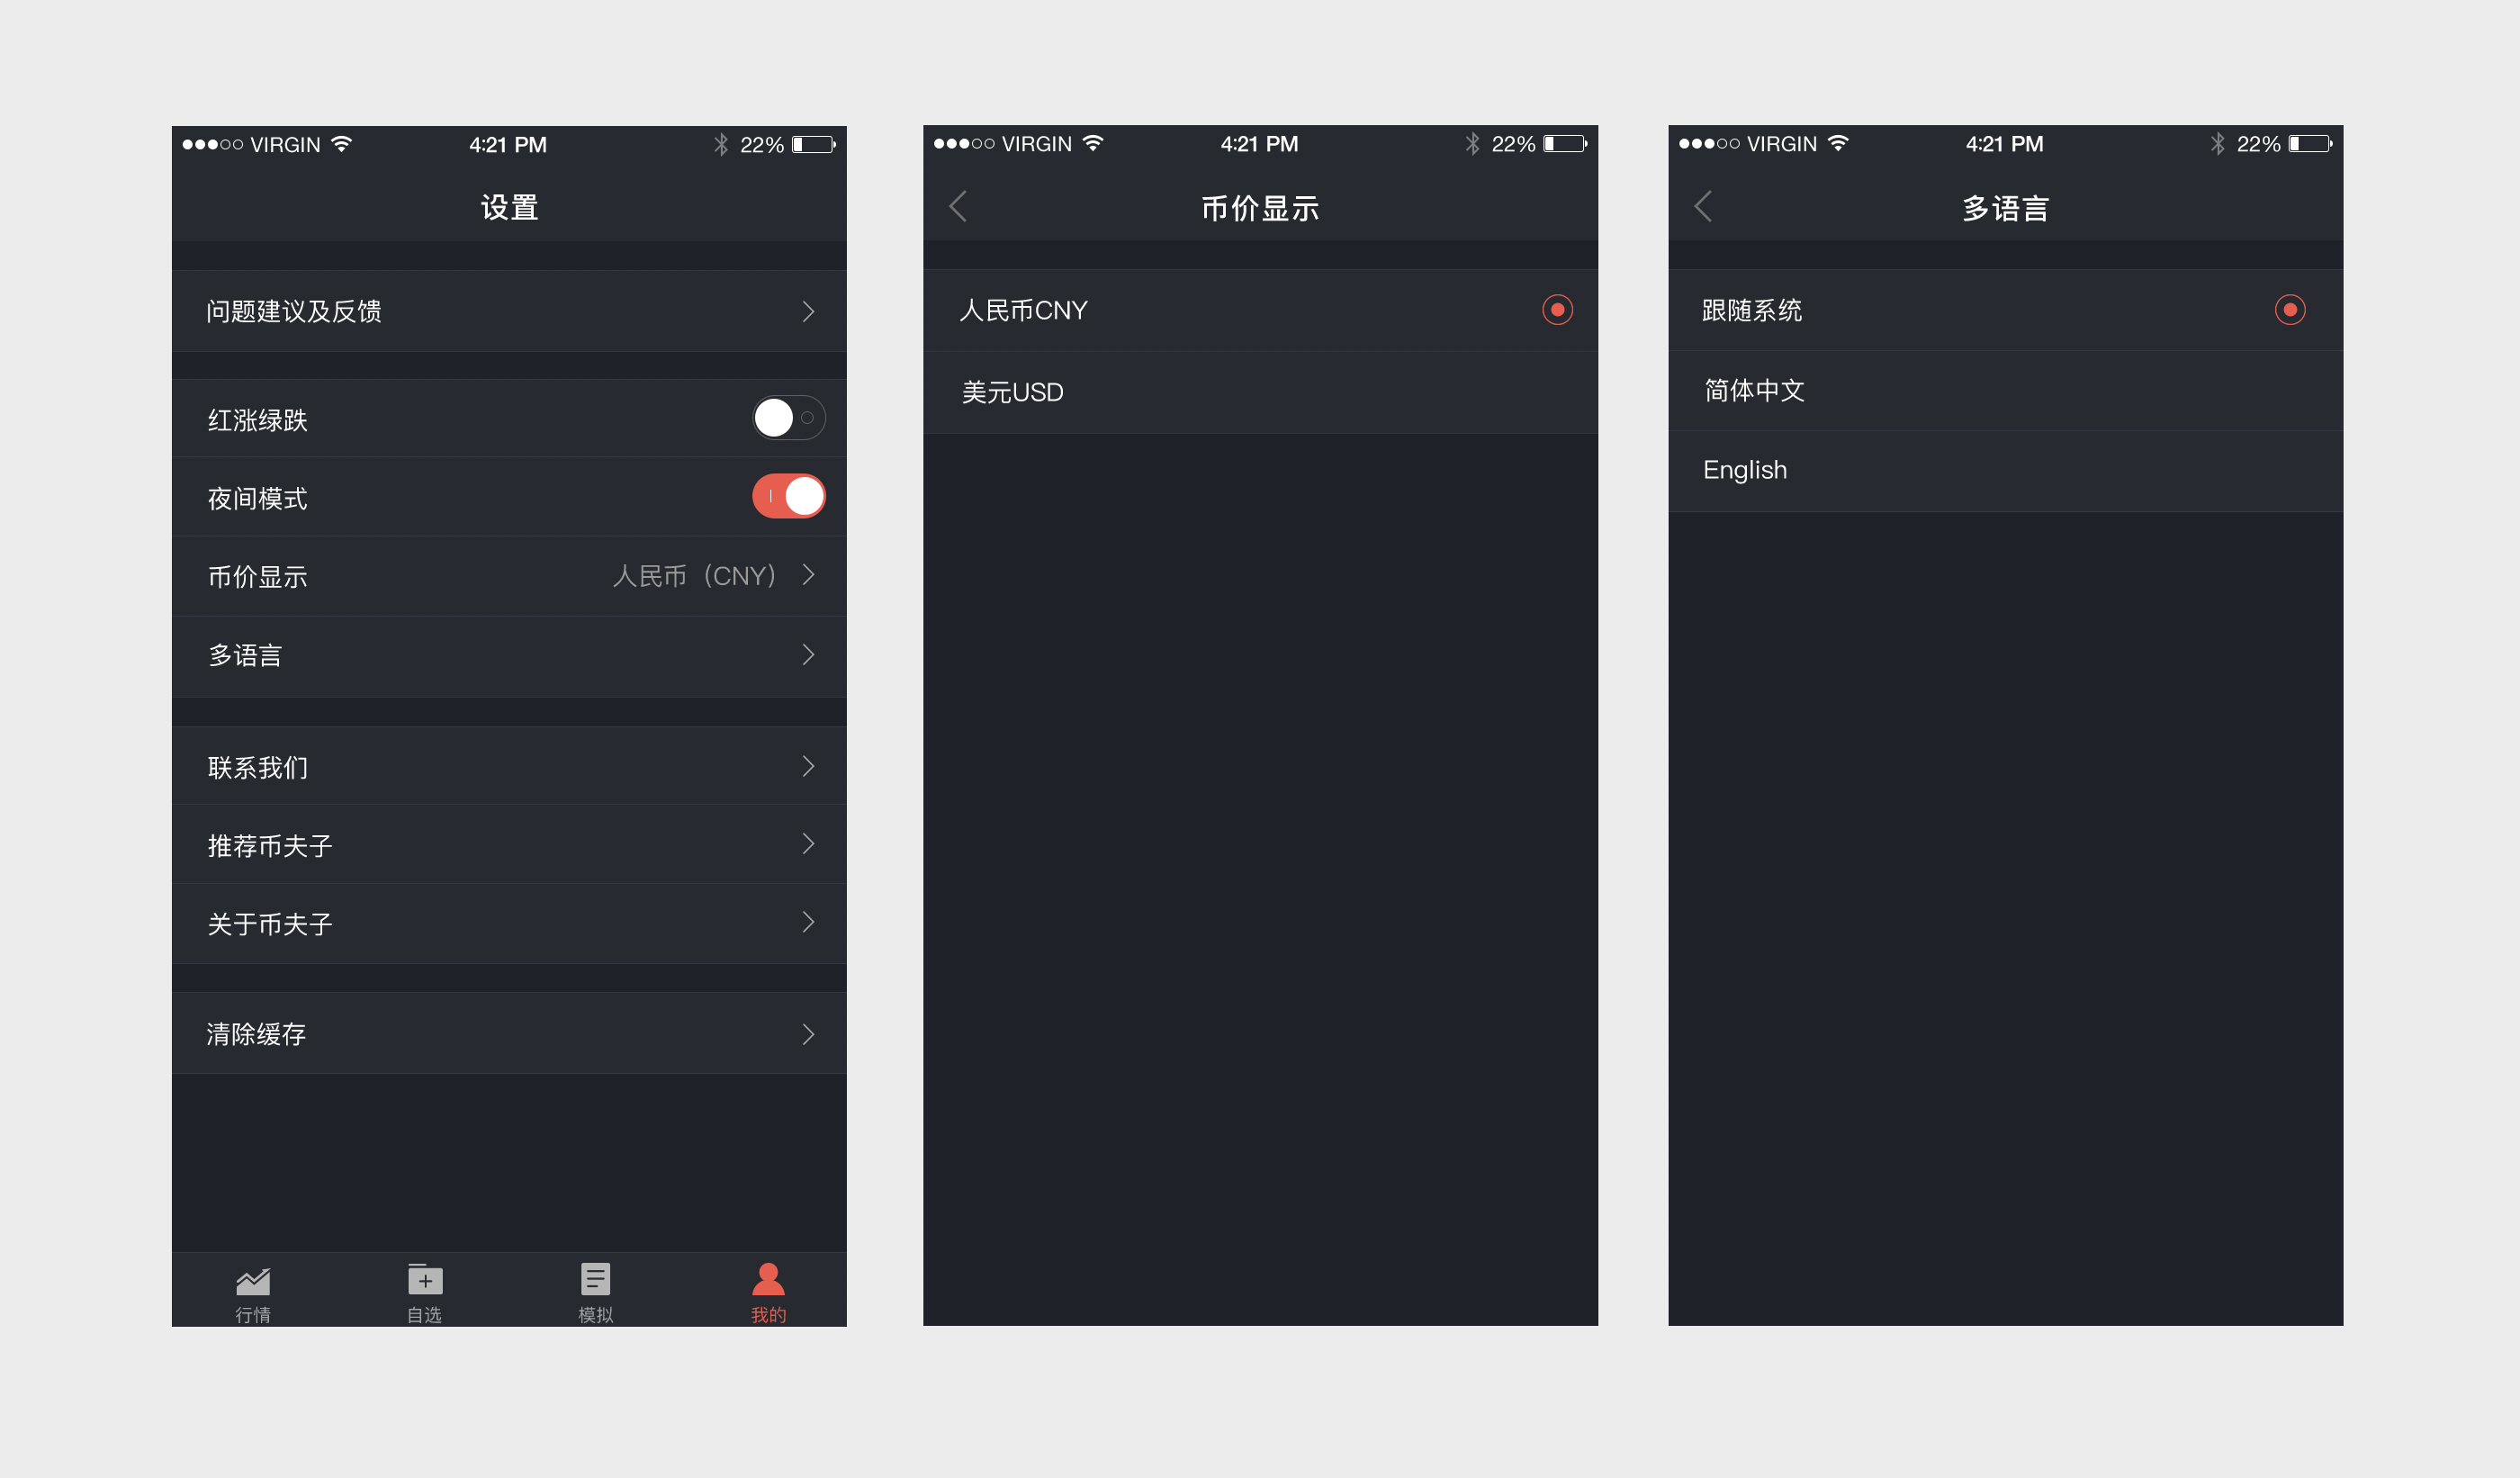 VIRGIN 4:21 PM 22%
设置
问题建议及反馈
红涨绿跌
夜间模式
币价显示 人民币（CNY）
多语言
联系我们
推荐币夫子
关于币夫子
清除缓存
行情 自选 模拟 我的
VIRGIN 4:21 PM 22%
币价显示
人民币CNY
美元USD
VIRGIN 4:21 PM 22%
多语言
跟随系统
简体中文
English